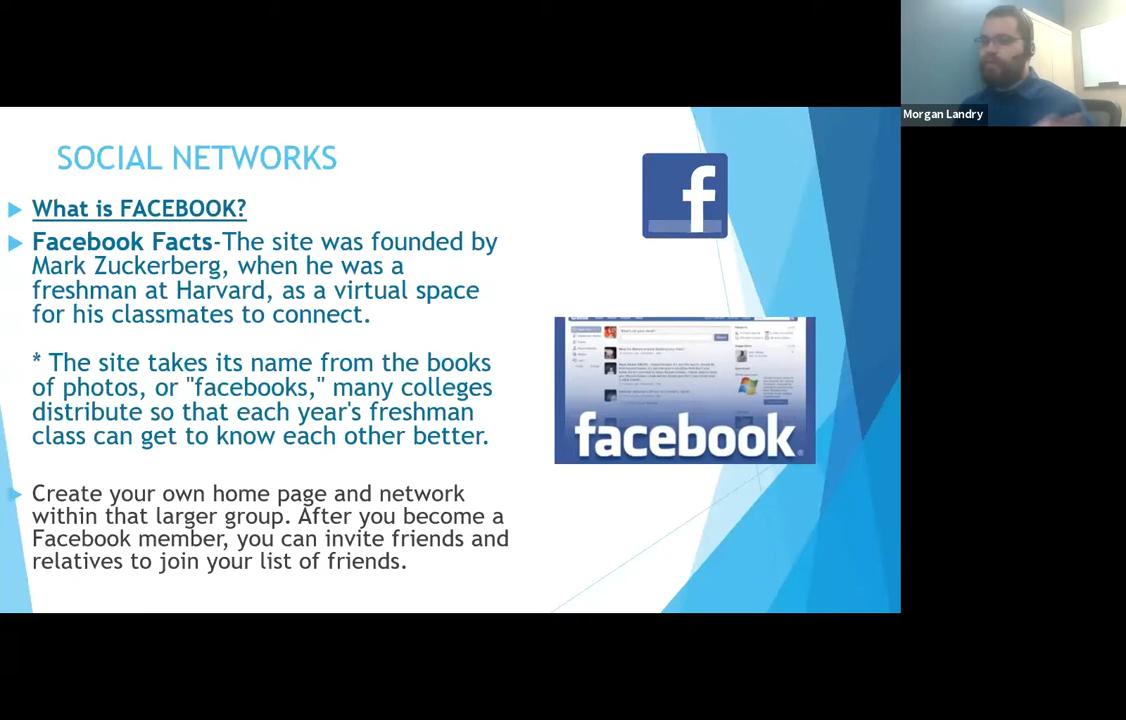 Morgan Landry
SOCIAL NETWORKS
What is FACEBOOK?
Facebook Facts-The site was founded by
Mark Zuckerberg, when he was a
freshman at Harvard, as a virtual space
for his classmates to connect.
* The site takes its name from the books
of photos, or "facebooks," many colleges
distribute so that each year's freshman
class can get to know each other better.
Create your own home page and network
within that larger group. After you become a
Facebook member, you can invite friends and
relatives to join your list of friends.
f
facebook